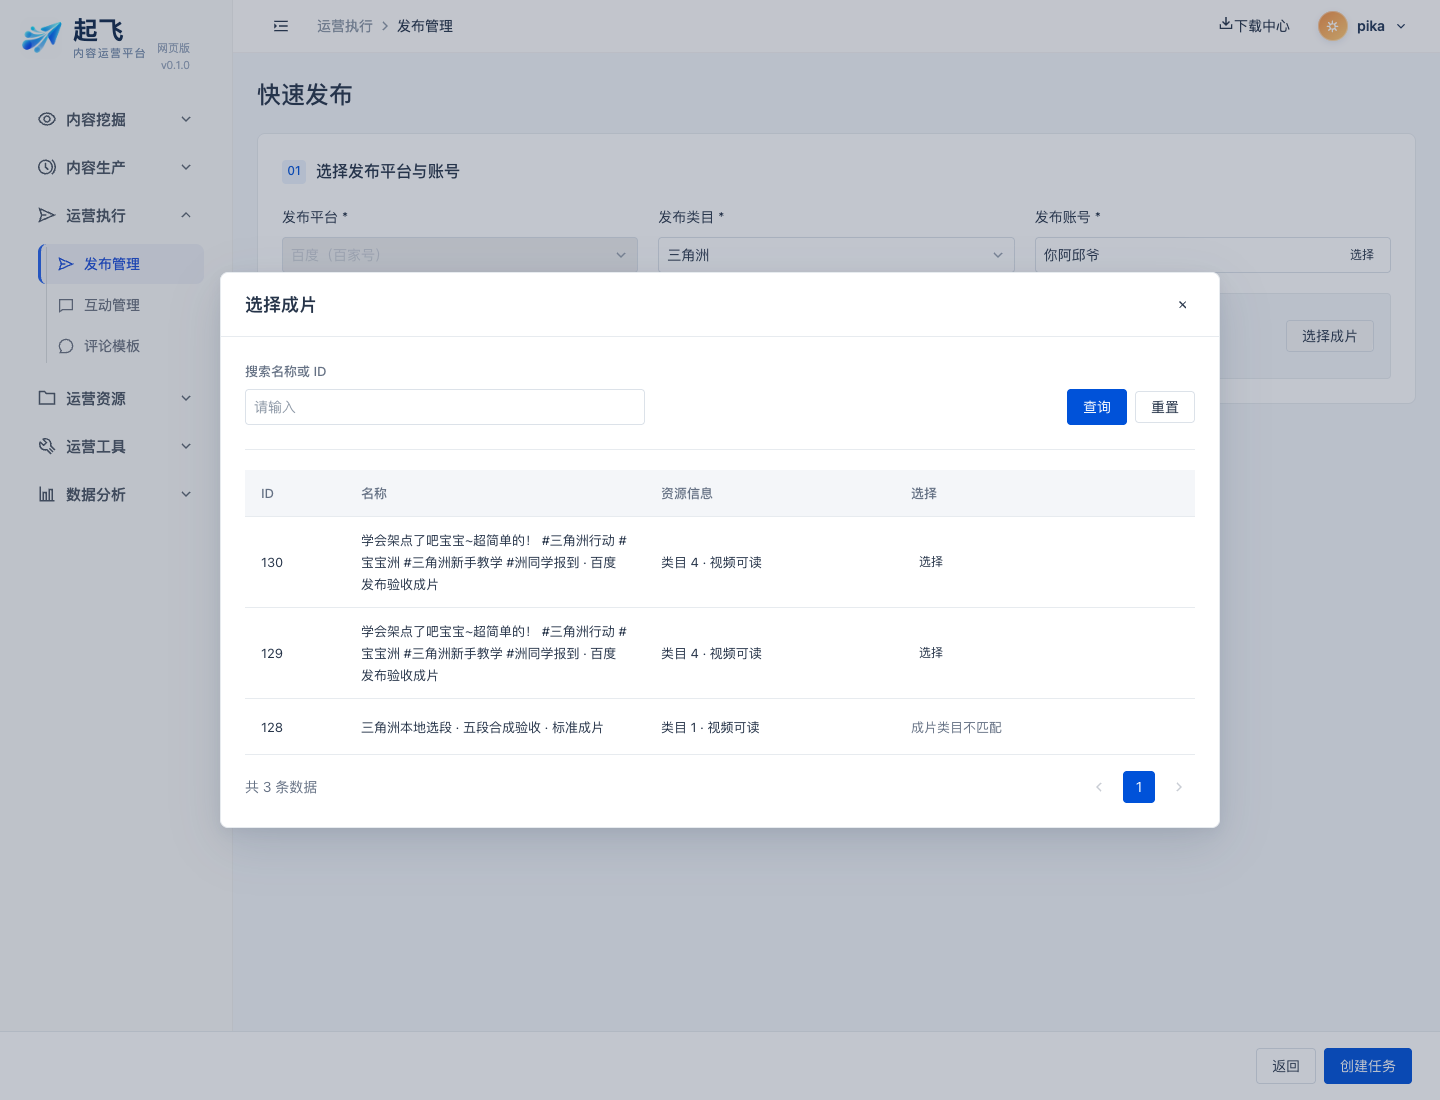 起飞
内容运营平台
网页版
v0.1.0
运营执行 > 发布管理
下载中心
pika
内容挖掘
内容生产
运营执行
发布管理
互动管理
评论模板
运营资源
运营工具
数据分析
快速发布
01 选择发布平台与账号
发布平台 * 发布类目 * 发布账号 *
百度（百家号） 三角洲 你阿邱爷 选择
选择成片
选择成片 ×
搜索名称或 ID
请输入 查询 重置
ID 名称 资源信息 选择
学会架点了吧宝宝~超简单的！ #三角洲行动 #
130 宝宝洲 #三角洲新手教学 #洲同学报到 · 百度 类目 4 · 视频可读 选择
发布验收成片
学会架点了吧宝宝~超简单的！ #三角洲行动 #
129 宝宝洲 #三角洲新手教学 #洲同学报到 · 百度 类目 4 · 视频可读 选择
发布验收成片
128 三角洲本地选段 · 五段合成验收 · 标准成片 类目 1 · 视频可读 成片类目不匹配
共 3 条数据 1
返回 创建任务